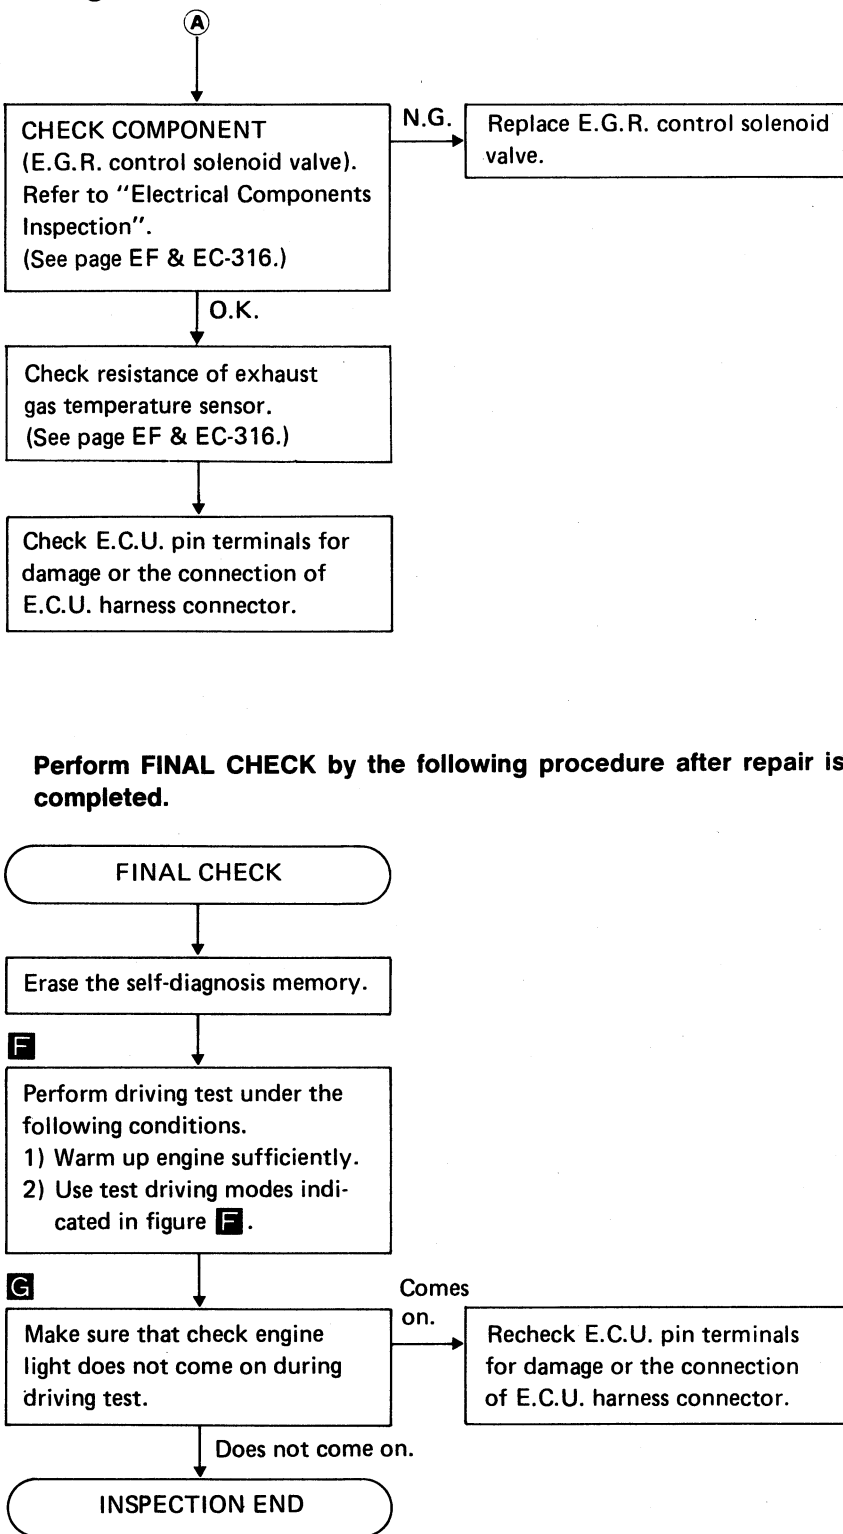 A
CHECK COMPONENT
(E.G.R. control solenoid valve).
Refer to "Electrical Components
Inspection".
(See page EF & EC-316.)
N.G.
Replace E.G.R. control solenoid
valve.
O.K.
Check resistance of exhaust
gas temperature sensor.
(See page EF & EC-316.)
Check E.C.U. pin terminals for
damage or the connection of
E.C.U. harness connector.
Perform FINAL CHECK by the following procedure after repair is
completed.
FINAL CHECK
Erase the self-diagnosis memory.
F
Perform driving test under the
following conditions.
1) Warm up engine sufficiently.
2) Use test driving modes indi-
cated in figure F.
G
Make sure that check engine
light does not come on during
driving test.
Comes
on.
Recheck E.C.U. pin terminals
for damage or the connection
of E.C.U. harness connector.
Does not come on.
INSPECTION END